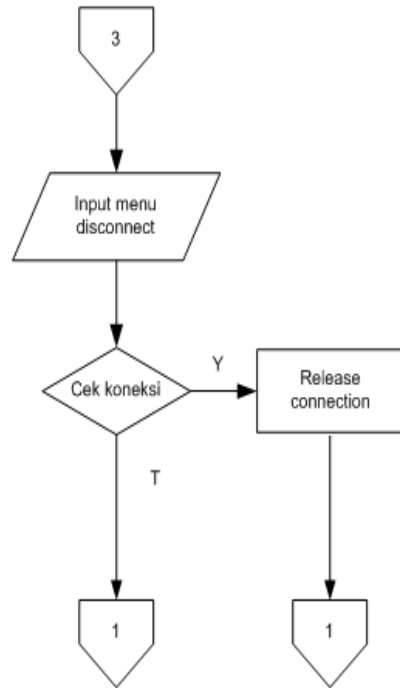 3
Input menu
disconnect
Cek koneksi
Y
Release
connection
T
1
1